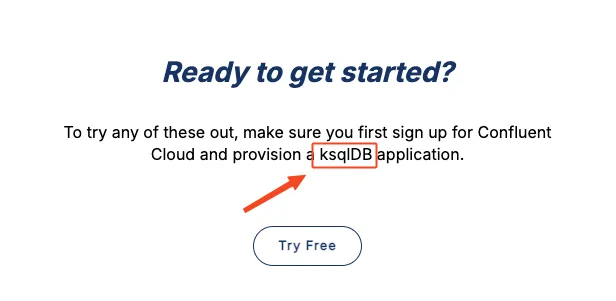 Ready to get started?
To try any of these out, make sure you first sign up for Confluent
Cloud and provision a ksqlDB application.
Try Free